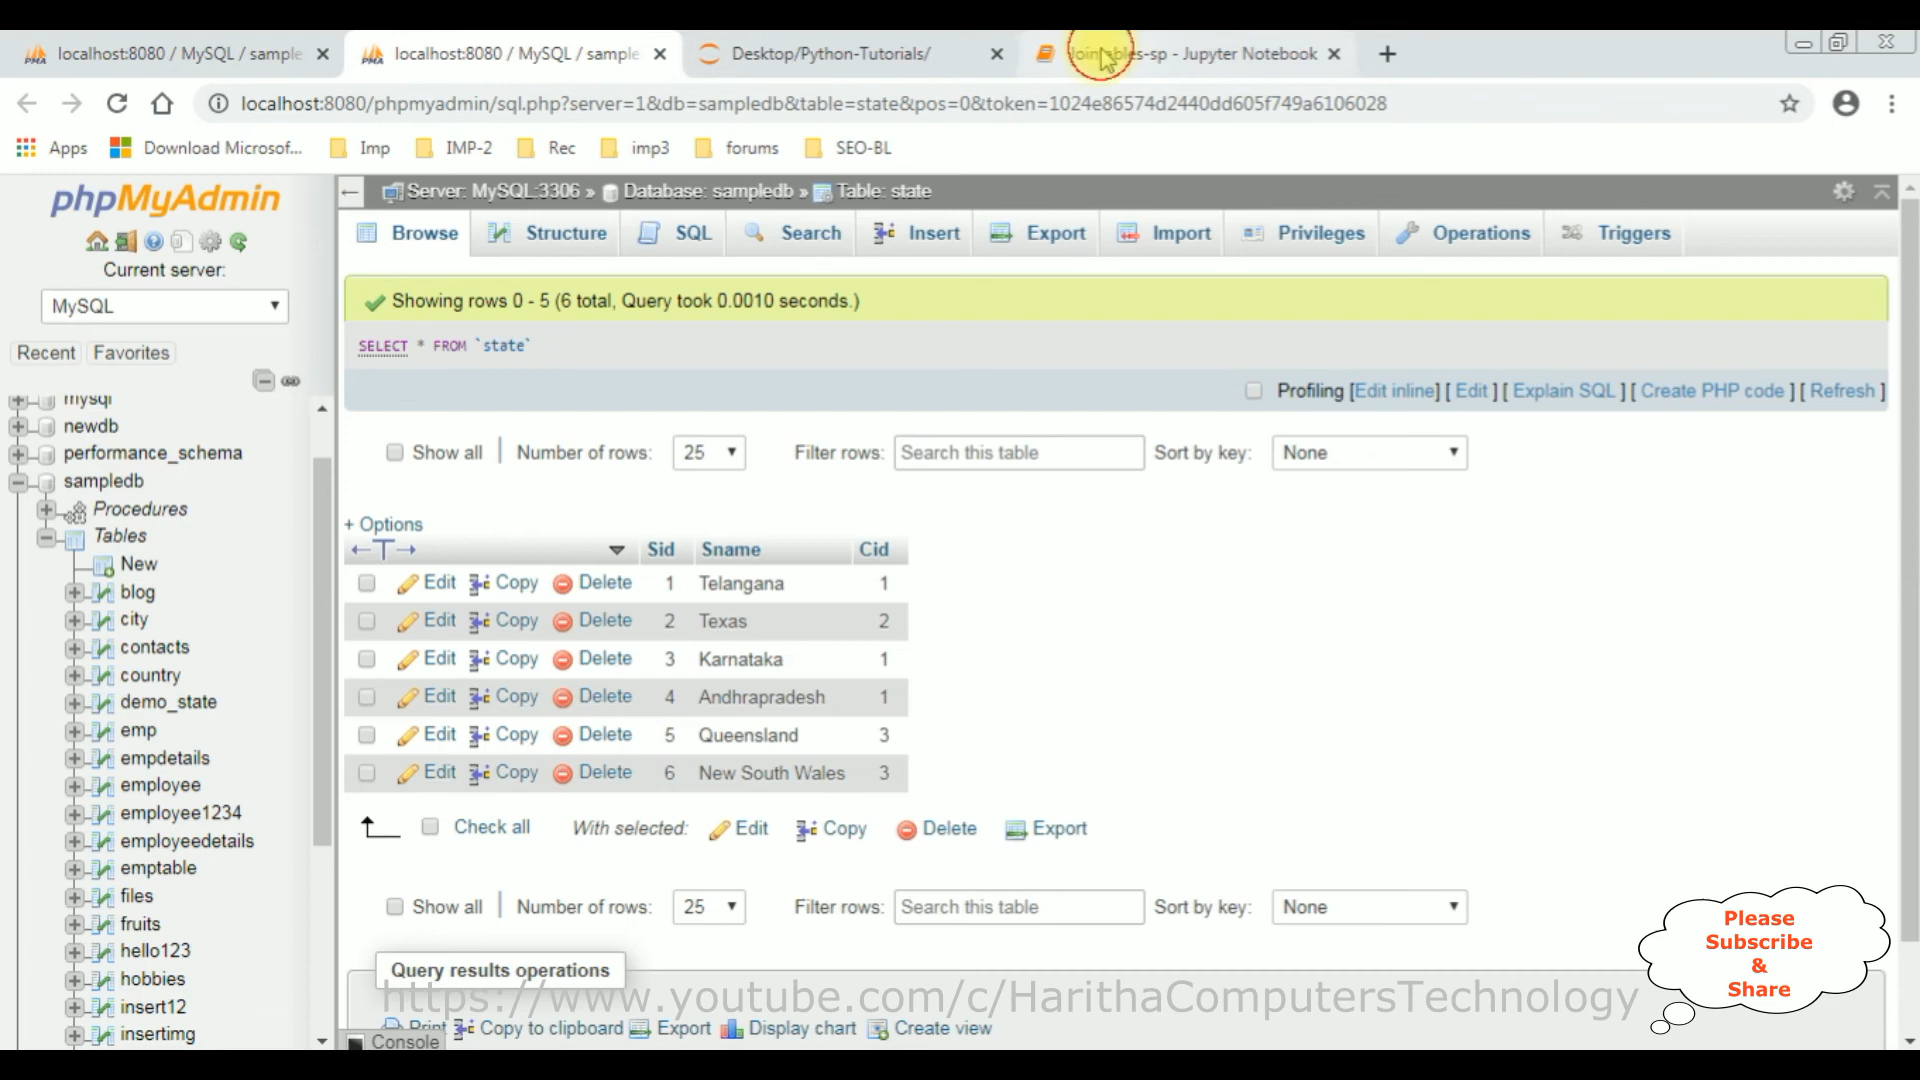 localhost:8080 / MySQL / sample
localhost:8080 / MySQL / sample
Desktop/Python-Tutorials/
bles-sp - Jupyter Notebook
localhost:8080/phpmyadmin/sql.php?server=1&db=sampledb&table=state&pos=0&token=1024e86574d2440dd605f749a6106028
Apps
Download Microsof...
Imp
IMP-2
Rec
imp3
forums
SEO-BL
phpMyAdmin
Current server:
MySQL
Recent Favorites
mysql
newdb
performance_schema
sampledb
Procedures
Tables
New
blog
city
contacts
country
demo_state
emp
empdetails
employee
employee1234
employeedetails
emptable
files
fruits
hello123
hobbies
insert12
insertimg
Server: MySQL:3306 » Database: sampledb » Table: state
Browse Structure SQL Search Insert Export Import Privileges Operations Triggers
Showing rows 0 - 5 (6 total, Query took 0.0010 seconds.)
SELECT * FROM `state`
Profiling [Edit inline] [ Edit ] [ Explain SQL ] [ Create PHP code ] [ Refresh ]
Show all | Number of rows: 25 Filter rows: Search this table Sort by key: None
+ Options
←T→ Sid Sname Cid
Edit Copy Delete 1 Telangana 1
Edit Copy Delete 2 Texas 2
Edit Copy Delete 3 Karnataka 1
Edit Copy Delete 4 Andhrapradesh 1
Edit Copy Delete 5 Queensland 3
Edit Copy Delete 6 New South Wales 3
Check all With selected: Edit Copy Delete Export
Show all | Number of rows: 25 Filter rows: Search this table Sort by key: None
Query results operations
https://www.youtube.com/c/HarithaComputersTechnology
Print Copy to clipboard Export Display chart Create view
Console
Please
Subscribe
&
Share